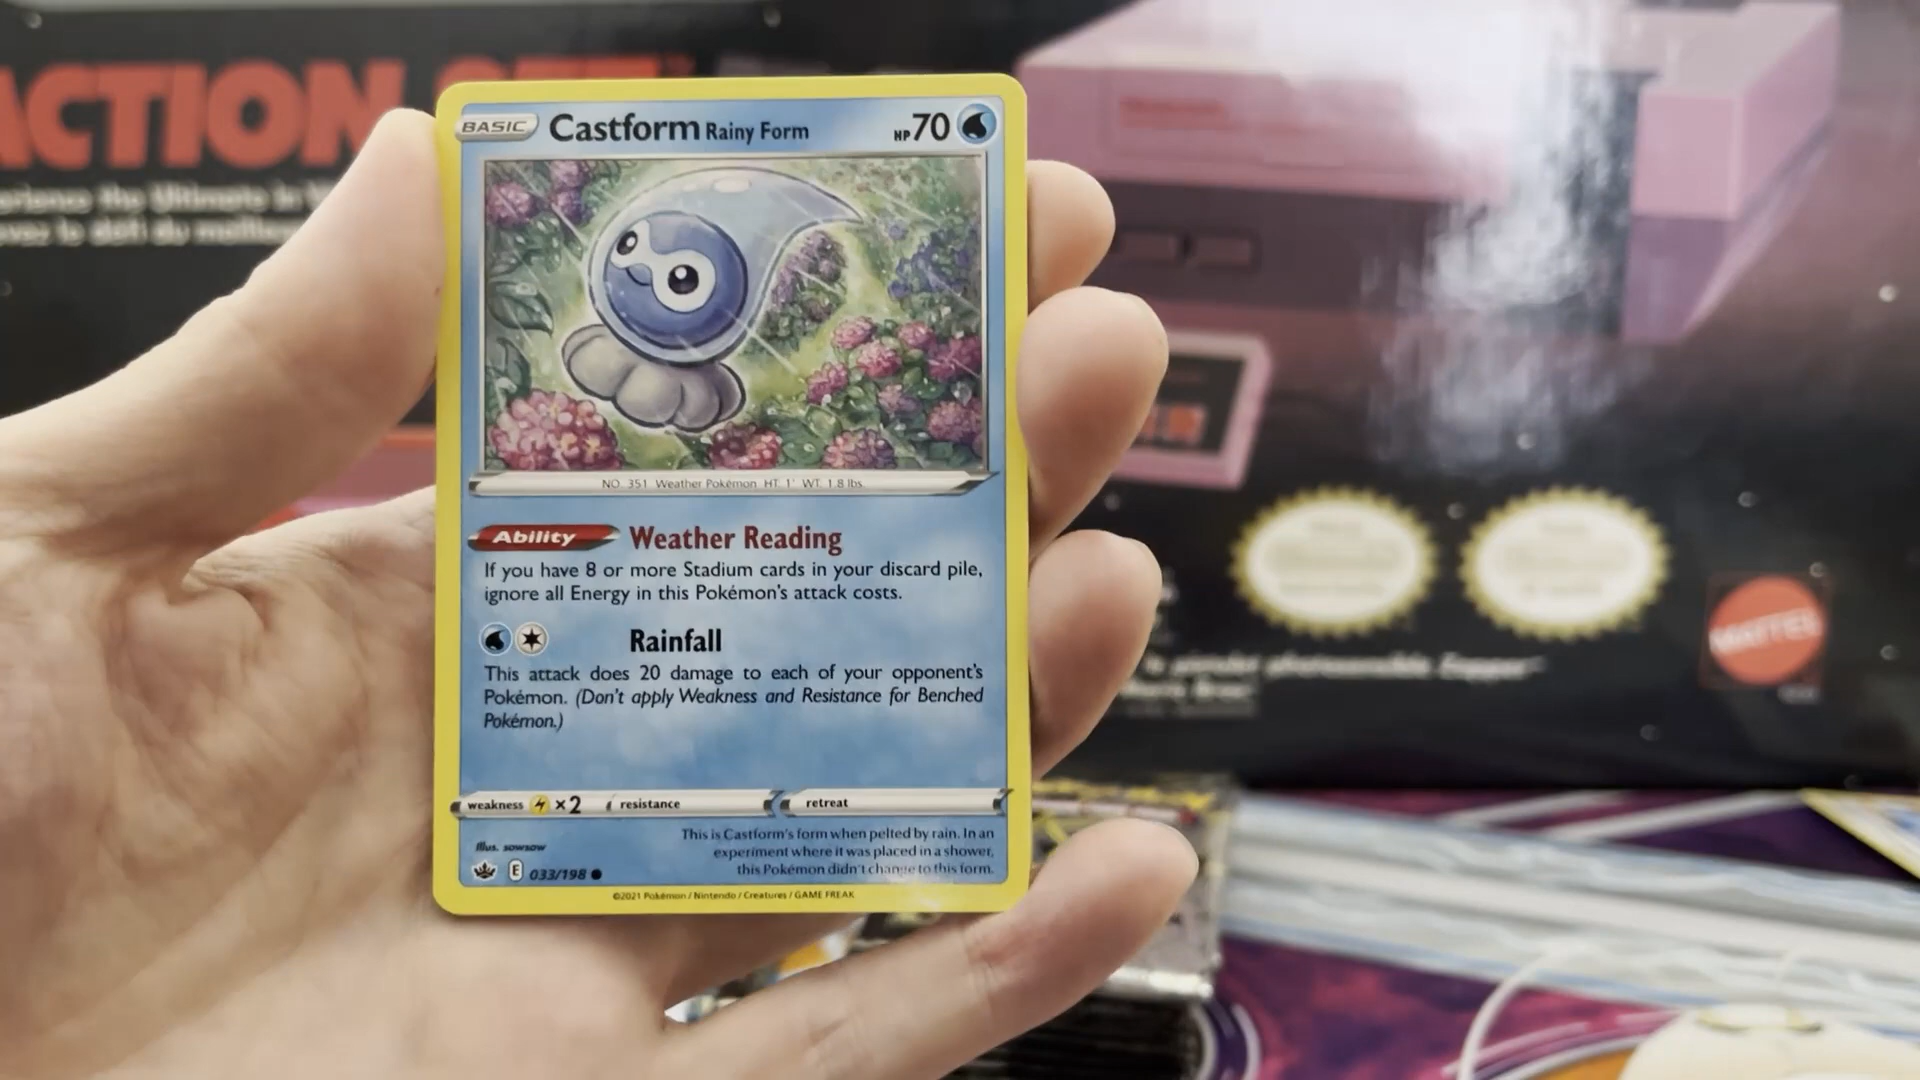 ACTION SET
BASIC Castform Rainy Form HP 70
NO. 351 Weather Pokémon HT: 1' WT: 1.8 lbs.
Ability Weather Reading
If you have 8 or more Stadium cards in your discard pile,
ignore all Energy in this Pokémon's attack costs.
Rainfall
This attack does 20 damage to each of your opponent's
Pokémon. (Don't apply Weakness and Resistance for Benched
Pokémon.)
weakness ×2 resistance retreat
This is Castform's form when pelted by rain. In an
experiment where it was placed in a shower,
this Pokémon didn't change to this form.
Illus. sowsow
E 033/198
©2021 Pokémon / Nintendo / Creatures / GAME FREAK
MATTEL